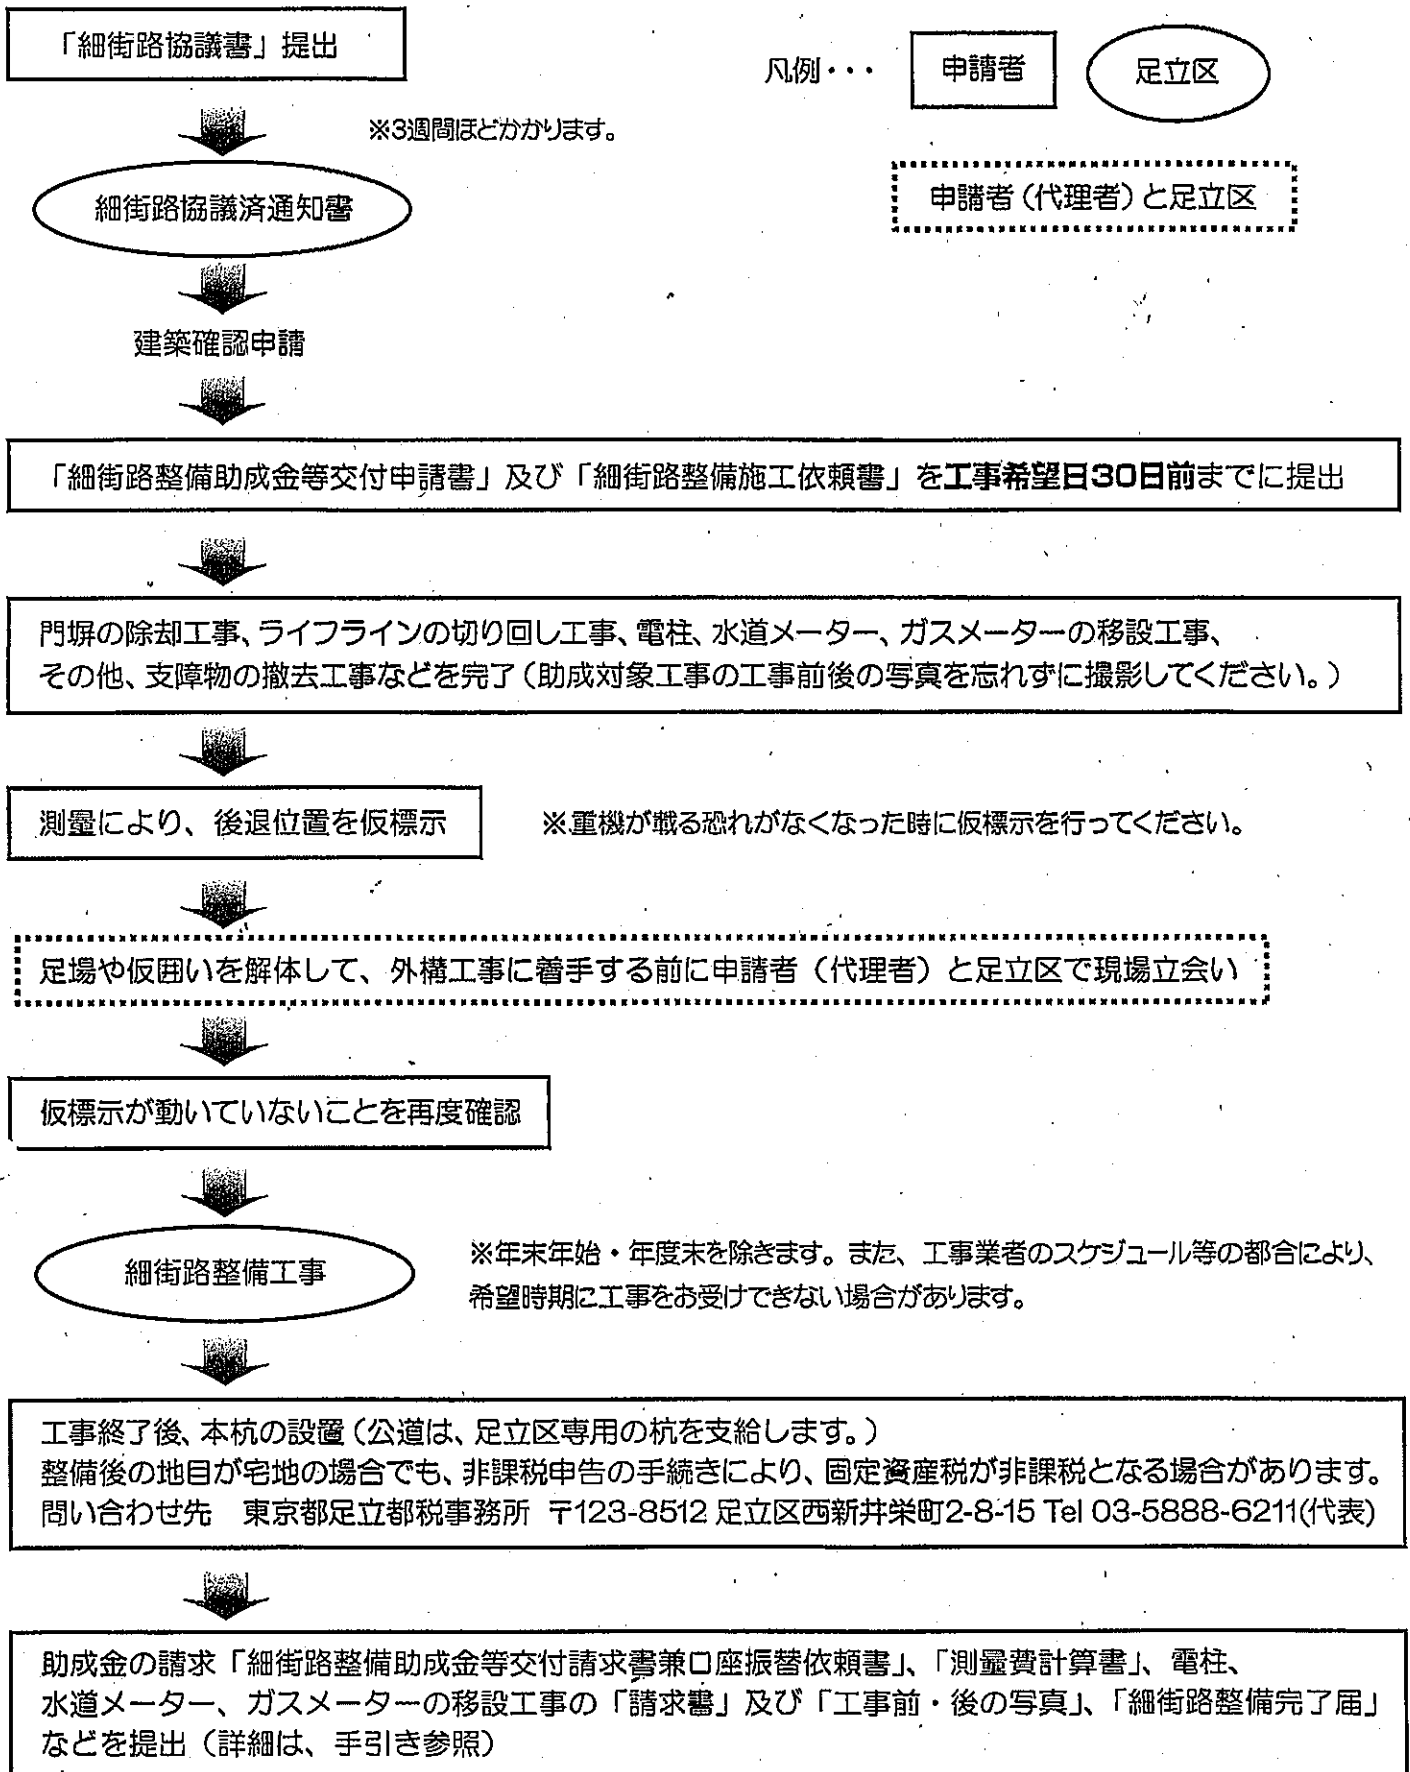 「細街路協議書」提出
凡例・・・
申請者
足立区
※3週間ほどかかります。
申請者(代理者)と足立区
細街路協議済通知書
建築確認申請
「細街路整備助成金等交付申請書」及び「細街路整備施工依頼書」を工事希望日30日前までに提出
門塀の除却工事、ライフラインの切り回し工事、電柱、水道メーター、ガスメーターの移設工事、
その他、支障物の撤去工事などを完了(助成対象工事の工事前後の写真を忘れずに撮影してください。)
測量により、後退位置を仮標示
※重機が載る恐れがなくなった時に仮標示を行ってください。
足場や仮囲いを解体して、外構工事に着手する前に申請者(代理者)と足立区で現場立会い
仮標示が動いていないことを再度確認
細街路整備工事
※年末年始・年度末を除きます。また、工事業者のスケジュール等の都合により、
希望時期に工事をお受けできない場合があります。
工事終了後、本杭の設置(公道は、足立区専用の杭を支給します。)
整備後の地目が宅地の場合でも、非課税申告の手続きにより、固定資産税が非課税となる場合があります。
問い合わせ先 東京都足立都税事務所 〒123-8512 足立区西新井栄町2-8-15 Tel 03-5888-6211(代表)
助成金の請求「細街路整備助成金等交付請求書兼口座振替依頼書」、「測量費計算書」、電柱、
水道メーター、ガスメーターの移設工事の「請求書」及び「工事前・後の写真」、「細街路整備完了届」
などを提出(詳細は、手引き参照)